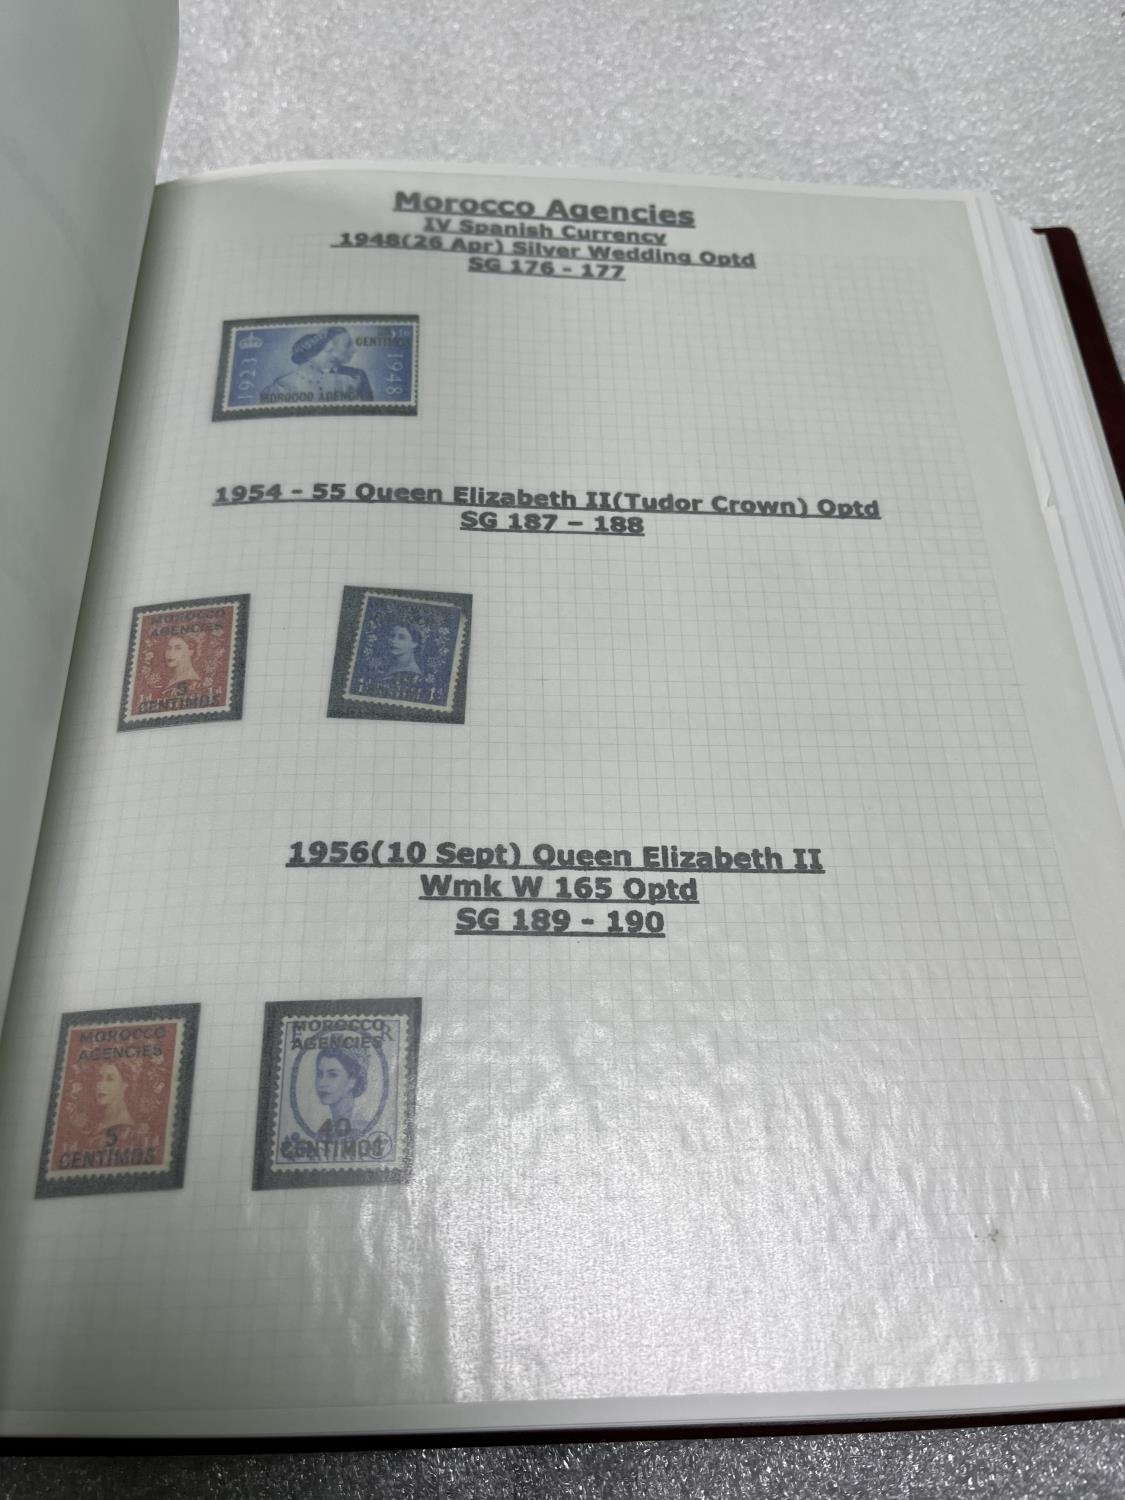 Morocco Agencies
IV Spanish Currency
1948(26 Apr) Silver Wedding Optd
SG 176 - 177
CENTIMOS
1923
1948
MOROCCO AGENCIES
1954 - 55 Queen Elizabeth II(Tudor Crown) Optd
SG 187 - 188
MOROCCO
AGENCIES
5
CENTIMOS
1956(10 Sept) Queen Elizabeth II
Wmk W 165 Optd
SG 189 - 190
MOROCCO
AGENCIES
5
CENTIMOS
MOROCCO
AGENCIES
40
CENTIMOS